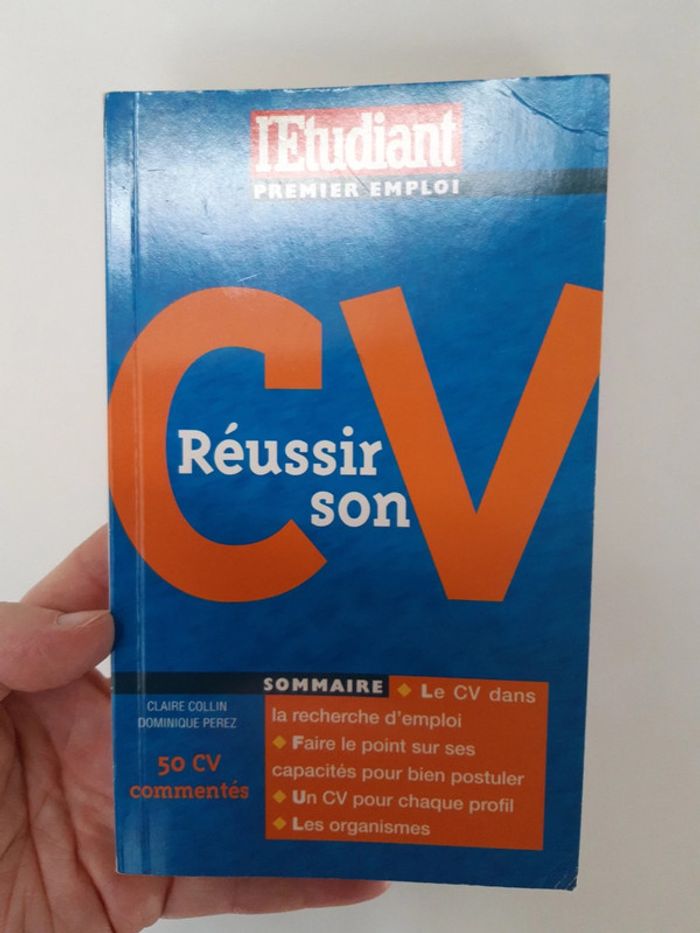 l'Etudiant
PREMIER EMPLOI
CV
Réussir
son
CLAIRE COLLIN
DOMINIQUE PEREZ
50 CV
commentés
SOMMAIRE
◆ Le CV dans
la recherche d'emploi
◆ Faire le point sur ses
capacités pour bien postuler
◆ Un CV pour chaque profil
◆ Les organismes